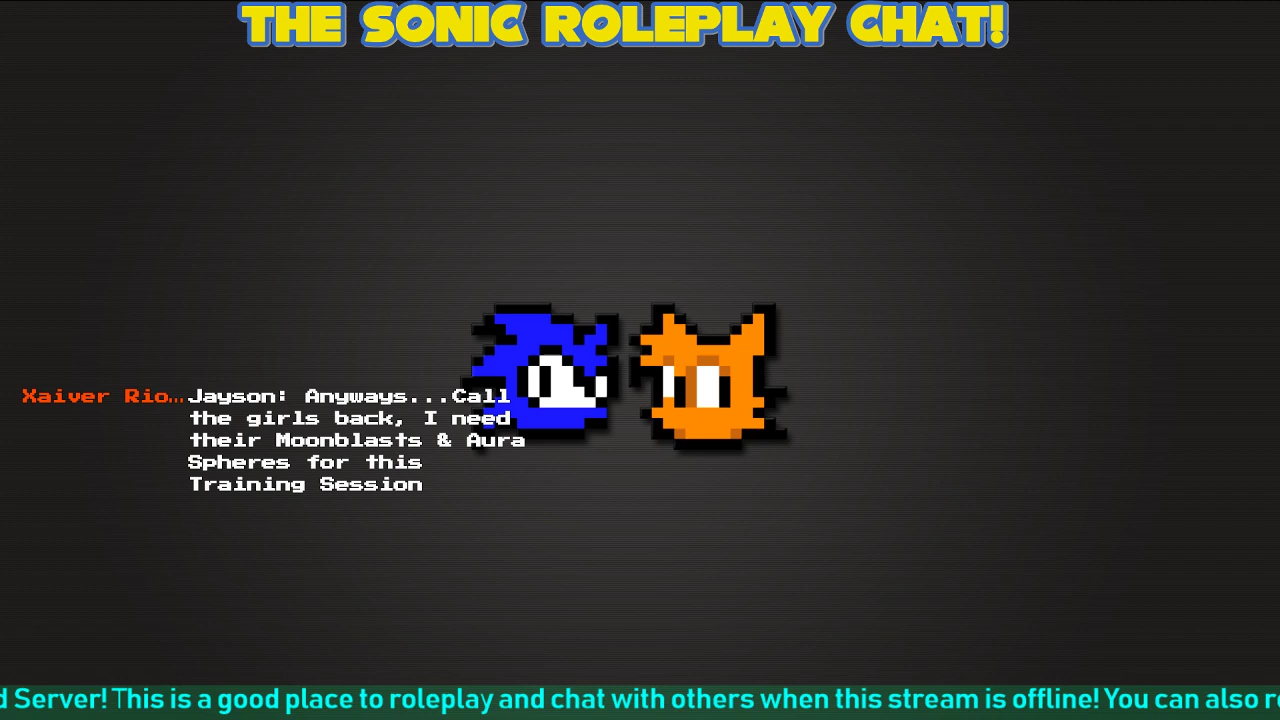 THE SONIC ROLEPLAY CHAT!
Xaiver Rio... Jayson: Anyways...Call
the girls back, I need
their Moonblasts & Aura
Spheres for this
Training Session
d Server! This is a good place to roleplay and chat with others when this stream is offline! You can also r